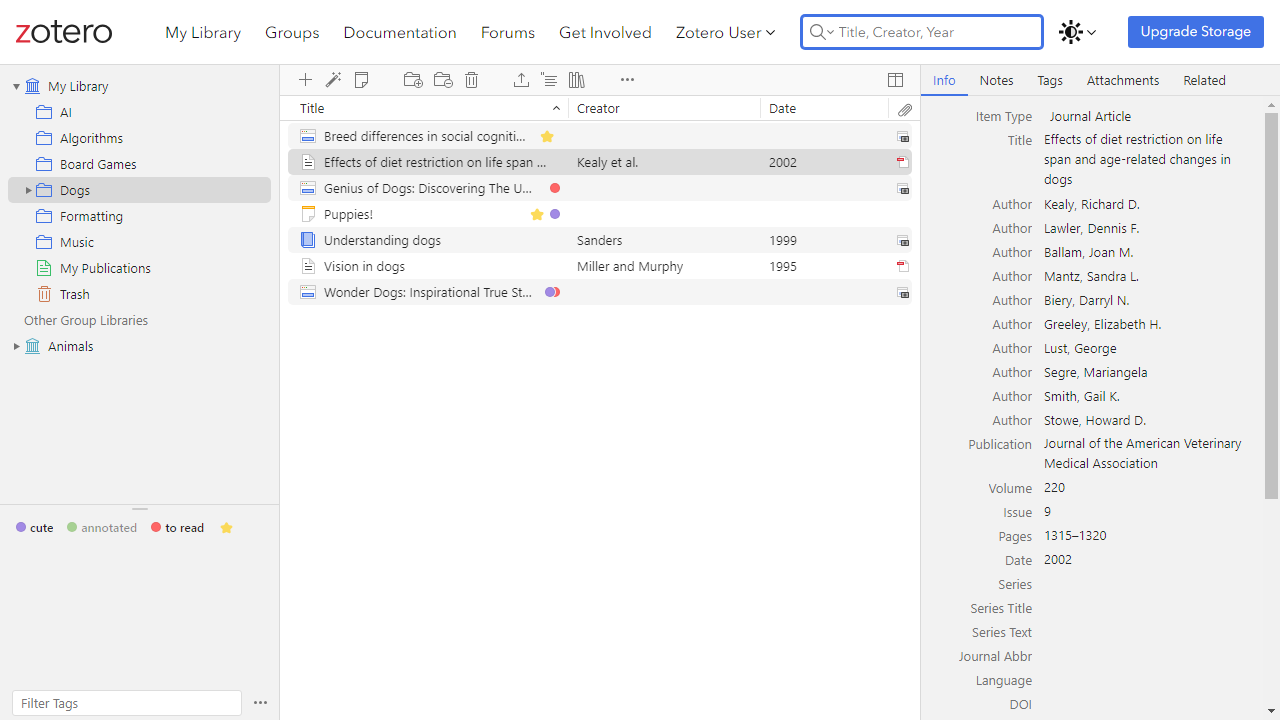 zotero My Library Groups Documentation Forums Get Involved Zotero User Title, Creator, Year Upgrade Storage
My Library
AI
Algorithms
Board Games
Dogs
Formatting
Music
My Publications
Trash
Other Group Libraries
Animals
cute annotated to read
Filter Tags
Title Creator Date
Breed differences in social cogniti...
Effects of diet restriction on life span ... Kealy et al. 2002
Genius of Dogs: Discovering The U...
Puppies!
Understanding dogs Sanders 1999
Vision in dogs Miller and Murphy 1995
Wonder Dogs: Inspirational True St...
Info Notes Tags Attachments Related
Item Type Journal Article
Title Effects of diet restriction on life
span and age-related changes in
dogs
Author Kealy, Richard D.
Author Lawler, Dennis F.
Author Ballam, Joan M.
Author Mantz, Sandra L.
Author Biery, Darryl N.
Author Greeley, Elizabeth H.
Author Lust, George
Author Segre, Mariangela
Author Smith, Gail K.
Author Stowe, Howard D.
Publication Journal of the American Veterinary
Medical Association
Volume 220
Issue 9
Pages 1315–1320
Date 2002
Series
Series Title
Series Text
Journal Abbr
Language
DOI